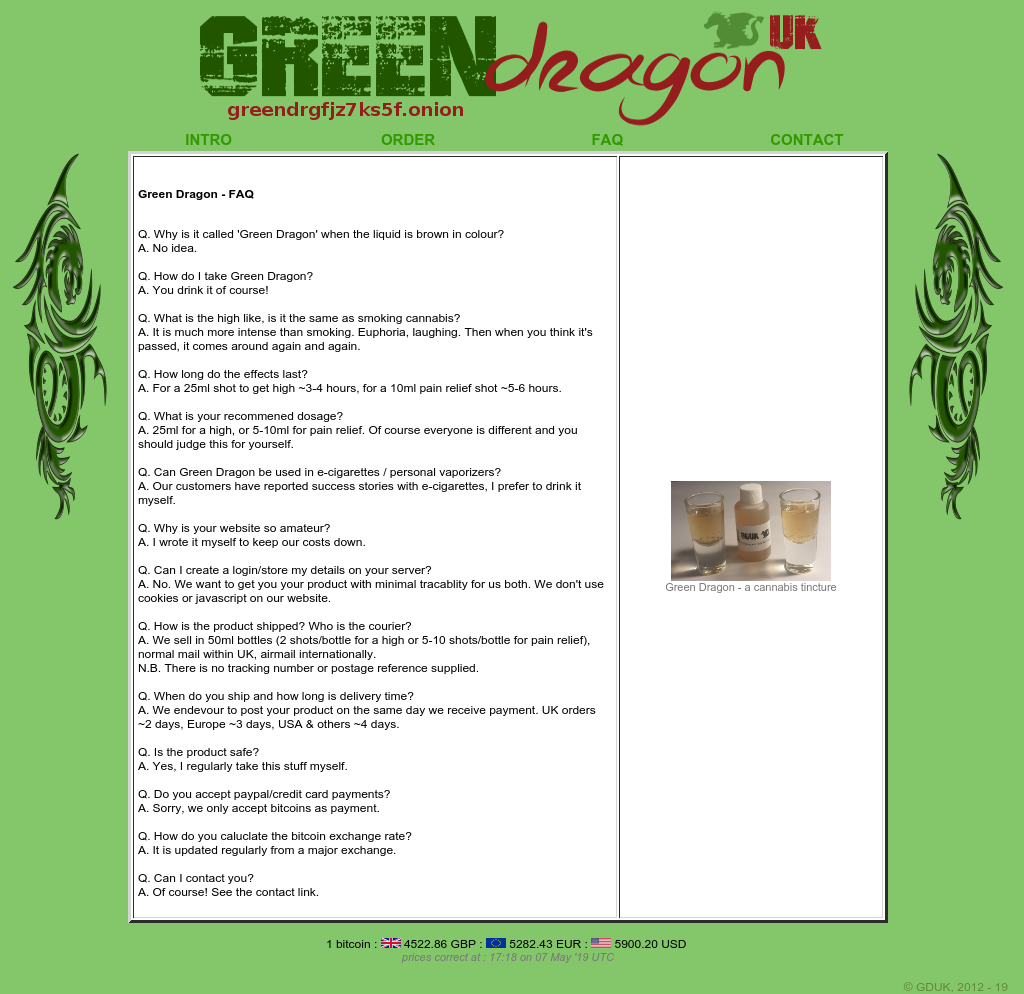 GREEN dragon UK
greendrgfjz7ks5f.onion
INTRO ORDER FAQ CONTACT
Green Dragon - FAQ
Q. Why is it called 'Green Dragon' when the liquid is brown in colour?
A. No idea.
Q. How do I take Green Dragon?
A. You drink it of course!
Q. What is the high like, is it the same as smoking cannabis?
A. It is much more intense than smoking. Euphoria, laughing. Then when you think it's
passed, it comes around again and again.
Q. How long do the effects last?
A. For a 25ml shot to get high ~3-4 hours, for a 10ml pain relief shot ~5-6 hours.
Q. What is your recommened dosage?
A. 25ml for a high, or 5-10ml for pain relief. Of course everyone is different and you
should judge this for yourself.
Q. Can Green Dragon be used in e-cigarettes / personal vaporizers?
A. Our customers have reported success stories with e-cigarettes, I prefer to drink it
myself.
Q. Why is your website so amateur?
A. I wrote it myself to keep our costs down.
Q. Can I create a login/store my details on your server?
A. No. We want to get you your product with minimal tracablity for us both. We don't use
cookies or javascript on our website.
Q. How is the product shipped? Who is the courier?
A. We sell in 50ml bottles (2 shots/bottle for a high or 5-10 shots/bottle for pain relief),
normal mail within UK, airmail internationally.
N.B. There is no tracking number or postage reference supplied.
Q. When do you ship and how long is delivery time?
A. We endevour to post your product on the same day we receive payment. UK orders
~2 days, Europe ~3 days, USA & others ~4 days.
Q. Is the product safe?
A. Yes, I regularly take this stuff myself.
Q. Do you accept paypal/credit card payments?
A. Sorry, we only accept bitcoins as payment.
Q. How do you caluclate the bitcoin exchange rate?
A. It is updated regularly from a major exchange.
Q. Can I contact you?
A. Of course! See the contact link.
Green Dragon - a cannabis tincture
1 bitcoin : 4522.86 GBP : 5282.43 EUR : 5900.20 USD
prices correct at : 17:18 on 07 May '19 UTC
© GDUK, 2012 - 19